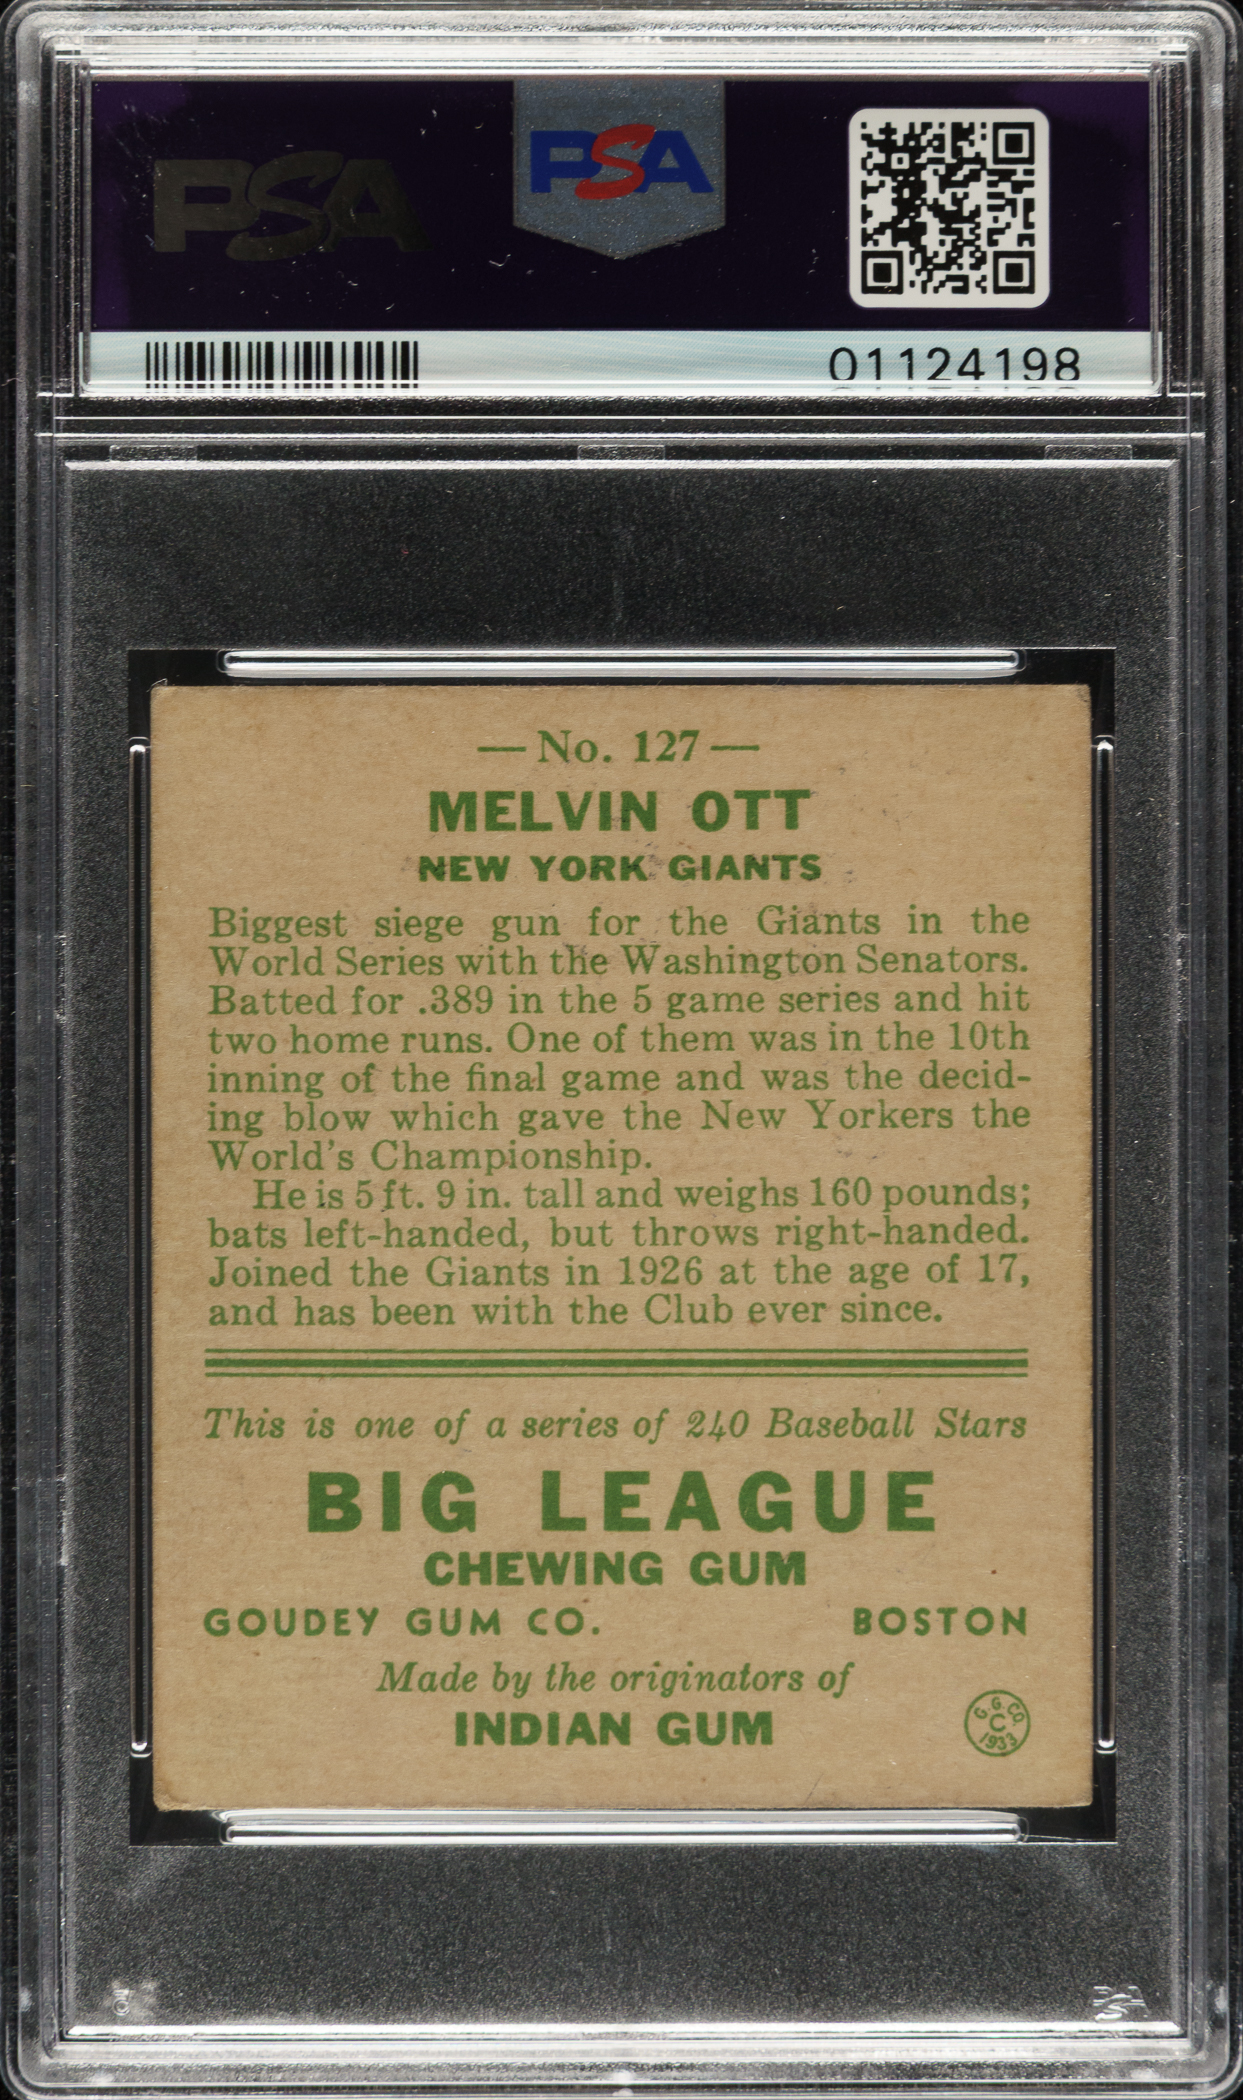 PSA
PSA
01124198
— No. 127 —
MELVIN OTT
NEW YORK GIANTS
Biggest siege gun for the Giants in the
World Series with the Washington Senators.
Batted for .389 in the 5 game series and hit
two home runs. One of them was in the 10th
inning of the final game and was the decid-
ing blow which gave the New Yorkers the
World's Championship.
He is 5 ft. 9 in. tall and weighs 160 pounds;
bats left-handed, but throws right-handed.
Joined the Giants in 1926 at the age of 17,
and has been with the Club ever since.
This is one of a series of 240 Baseball Stars
BIG LEAGUE
CHEWING GUM
GOUDEY GUM CO. BOSTON
Made by the originators of
INDIAN GUM
G.G.CO.
C
1933
PSA